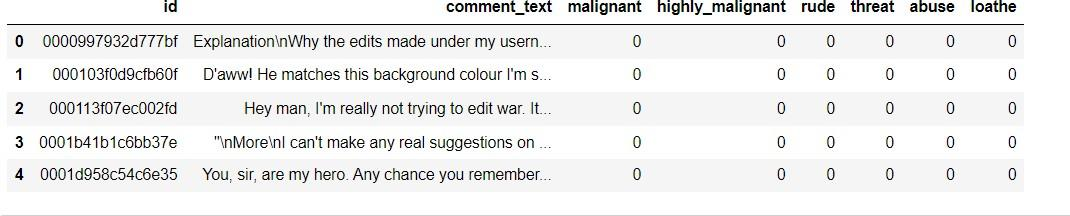 id comment_text malignant highly_malignant rude threat abuse loathe
0 0000997932d777bf Explanation\nWhy the edits made under my usern... 0 0 0 0 0 0
1 000103f0d9cfb60f D'aww! He matches this background colour I'm s... 0 0 0 0 0 0
2 000113f07ec002fd Hey man, I'm really not trying to edit war. It... 0 0 0 0 0 0
3 0001b41b1c6bb37e "\nMore\nI can't make any real suggestions on ... 0 0 0 0 0 0
4 0001d958c54c6e35 You, sir, are my hero. Any chance you remember... 0 0 0 0 0 0